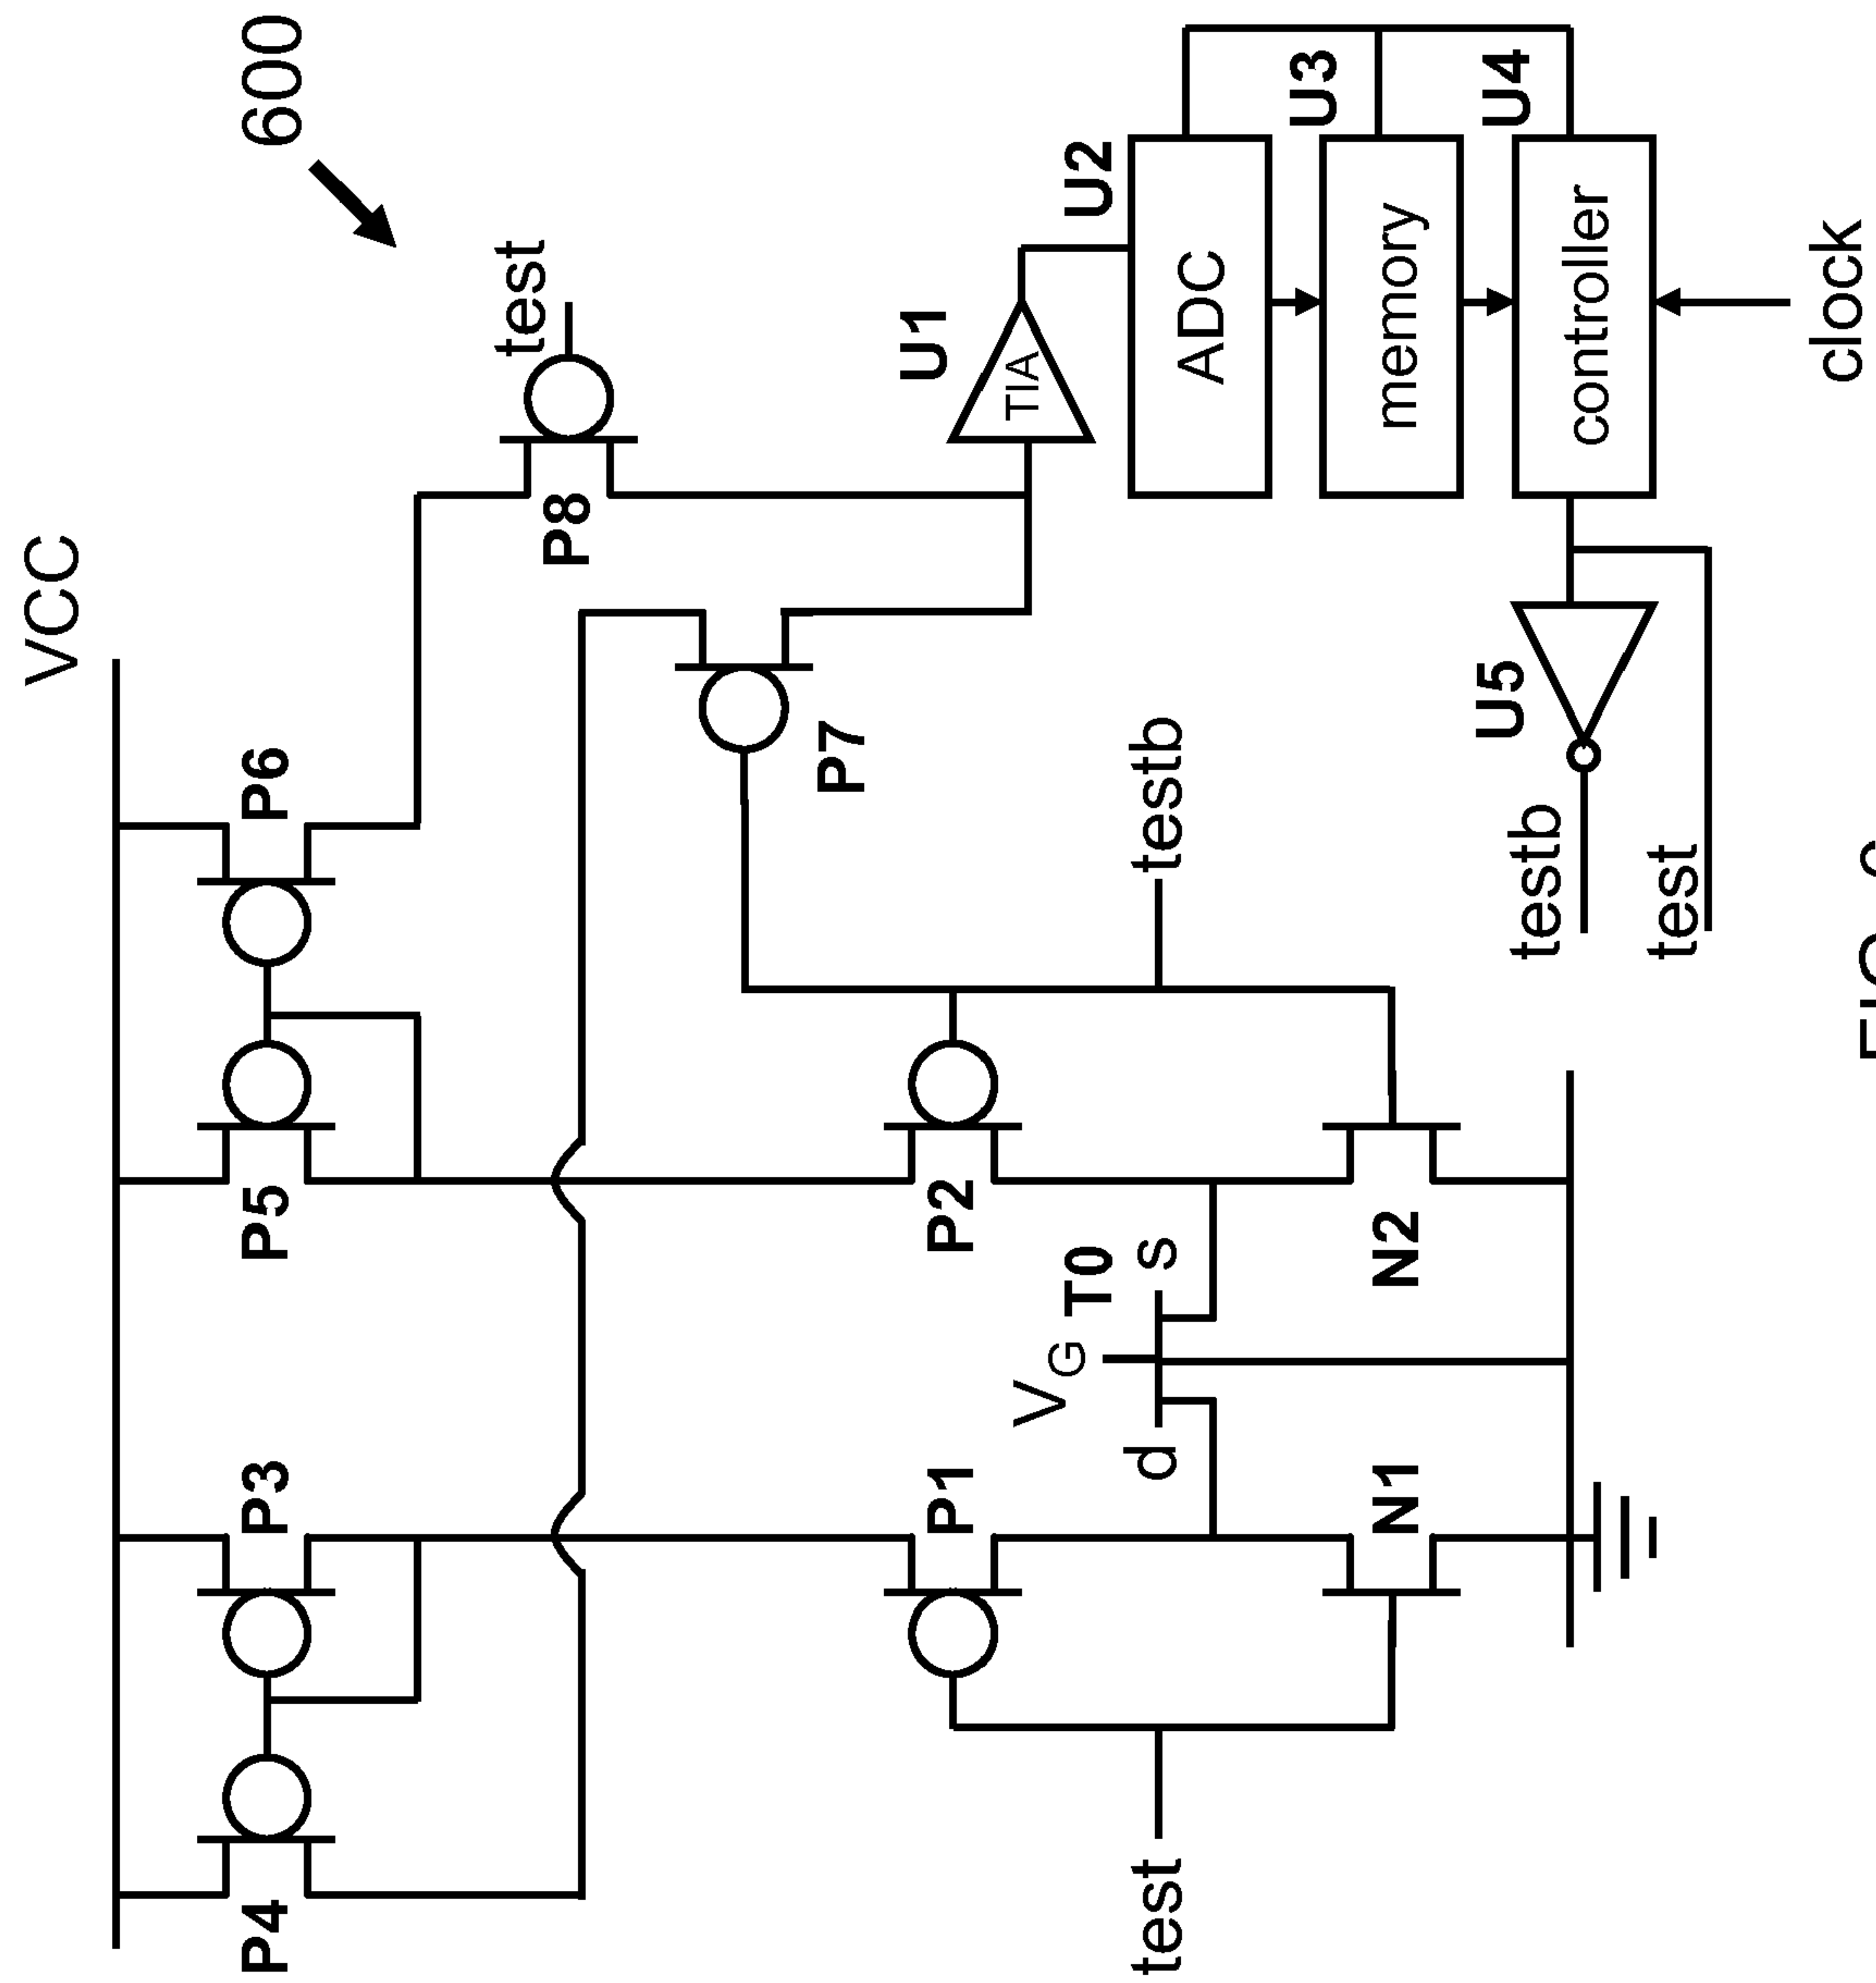 VCC
P4
P3
P5
P6
600
test
P8
P7
U1
P1
P2
TIA
VG
T0
U2
test
d
s
testb
ADC
U3
N1
N2
memory
U5
U4
testb
controller
test
clock